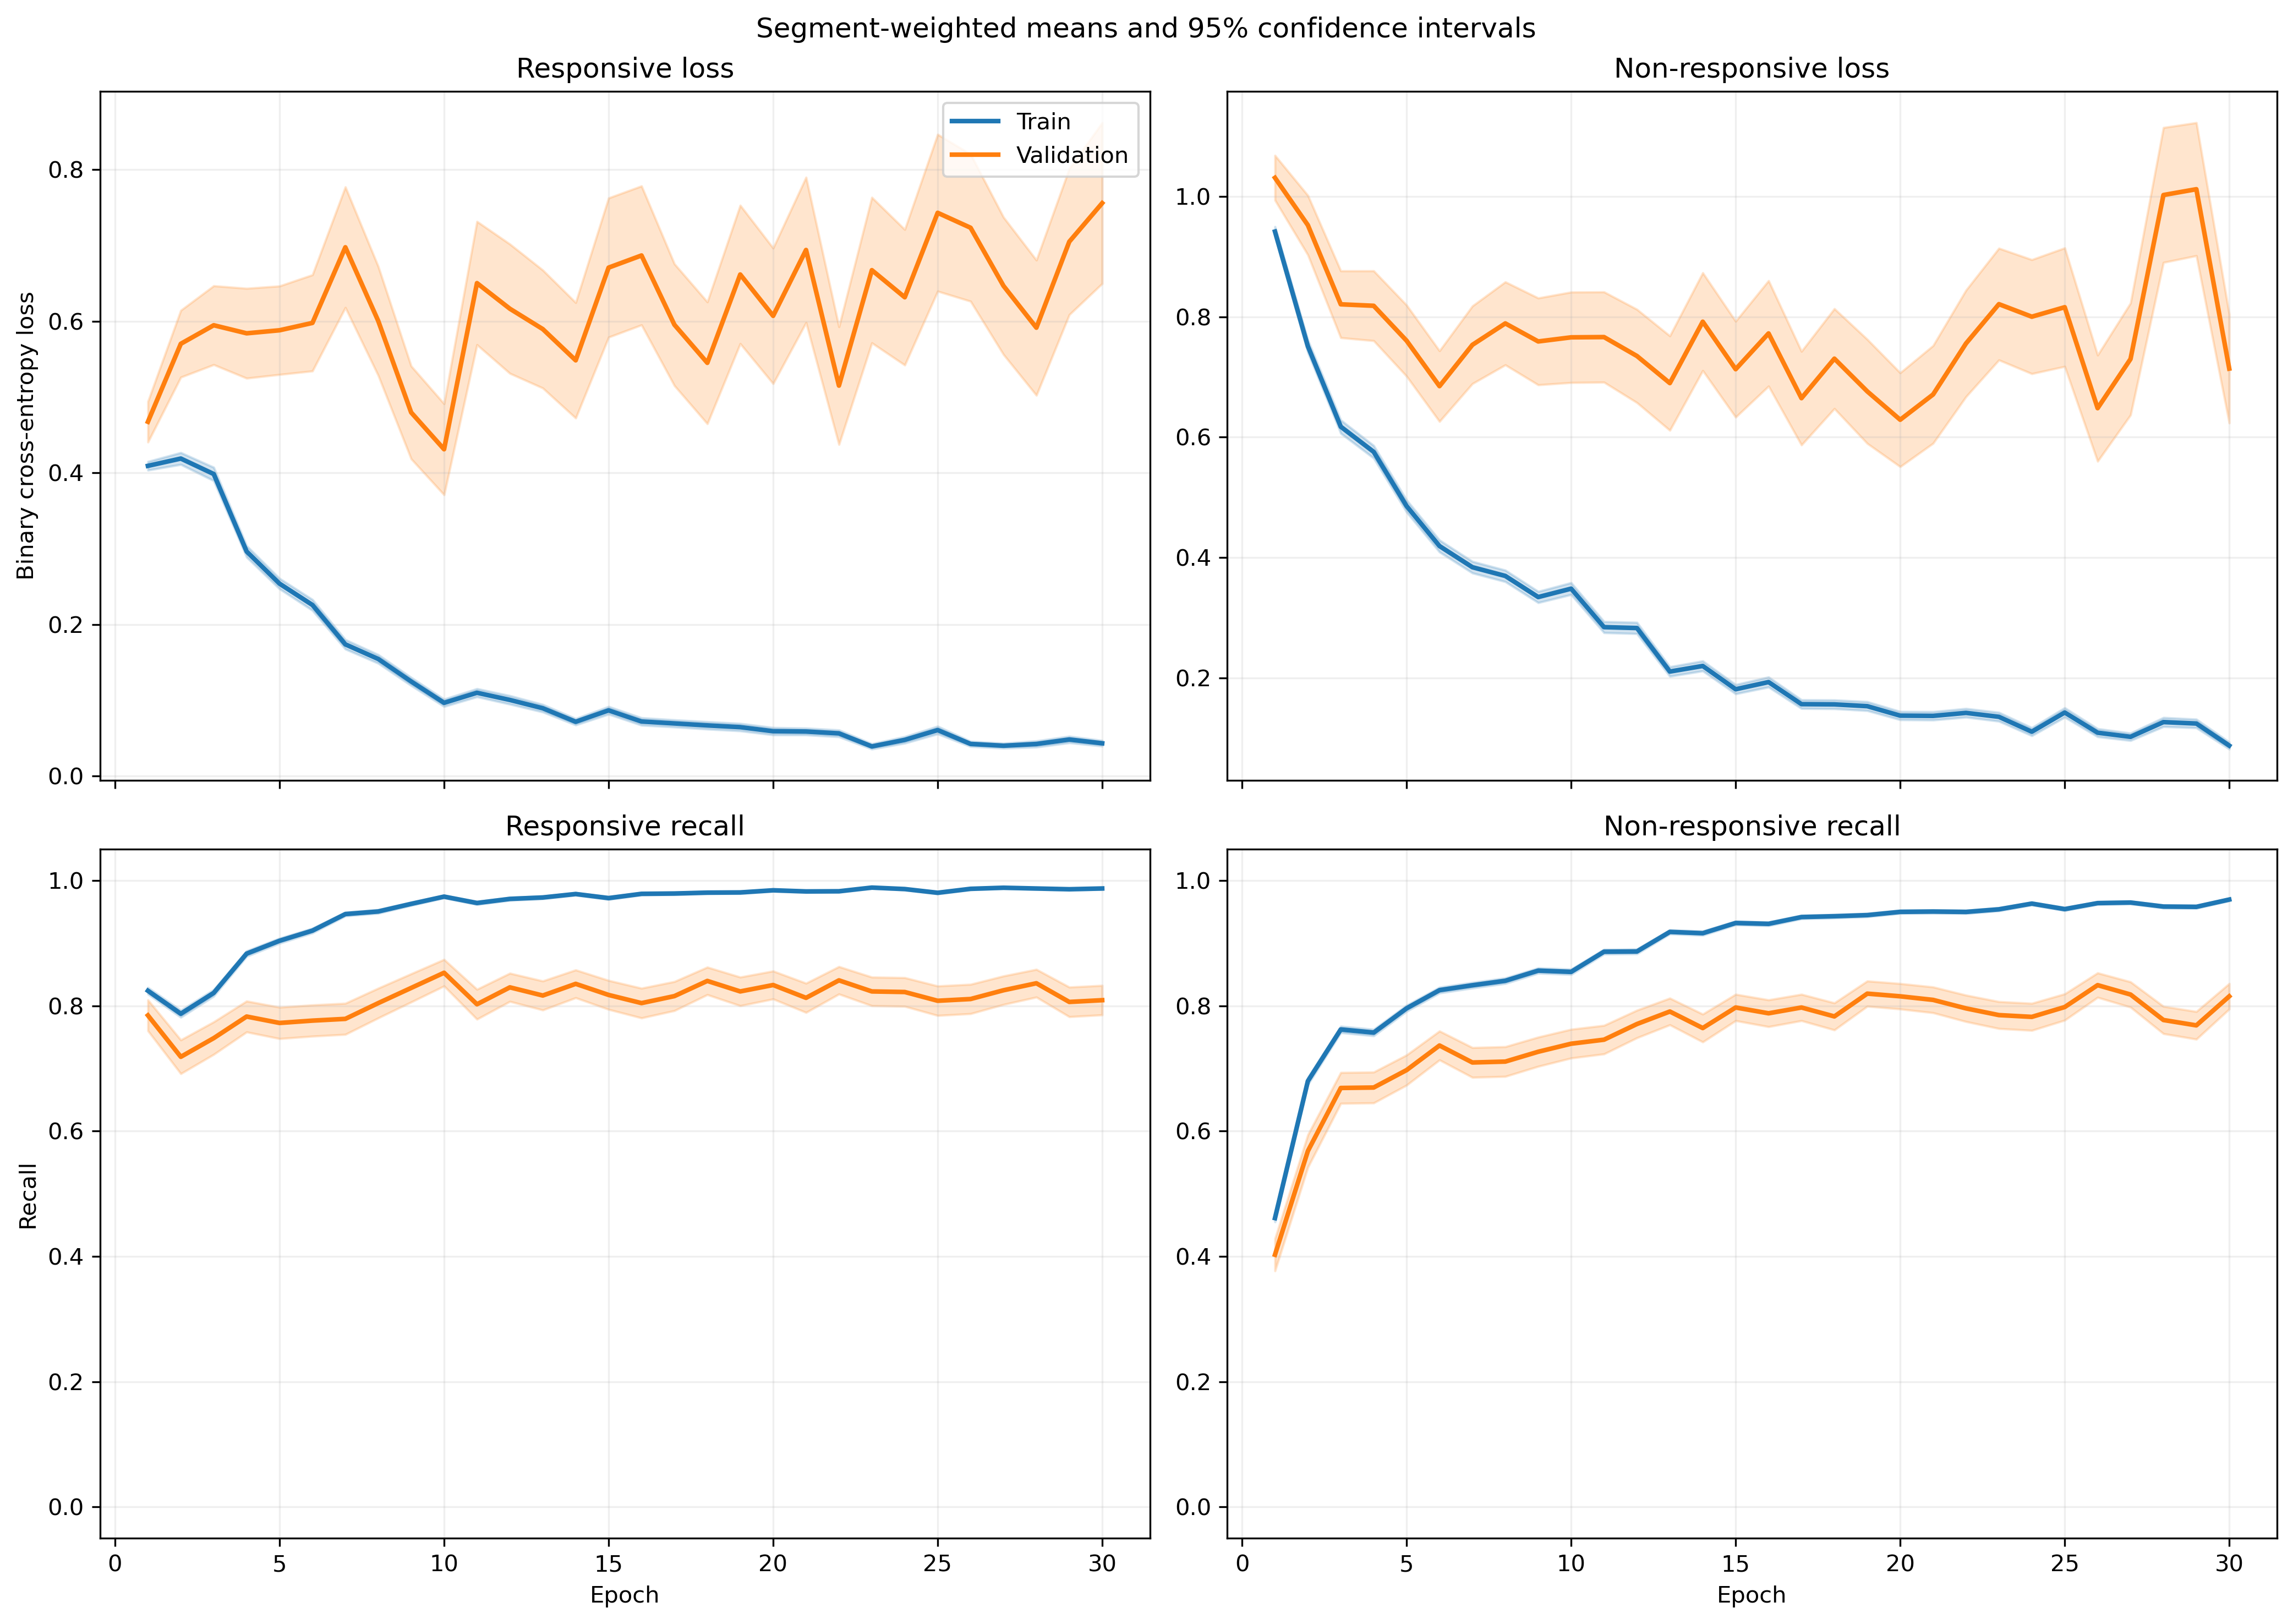 Segment-weighted means and 95% confidence intervals
Responsive loss
Non-responsive loss
Train
Validation
Binary cross-entropy loss
0.8
0.6
0.4
0.2
0.0
1.0
0.8
0.6
0.4
0.2
Responsive recall
Non-responsive recall
Recall
1.0
0.8
0.6
0.4
0.2
0.0
1.0
0.8
0.6
0.4
0.2
0.0
0 5 10 15 20 25 30
0 5 10 15 20 25 30
Epoch
Epoch